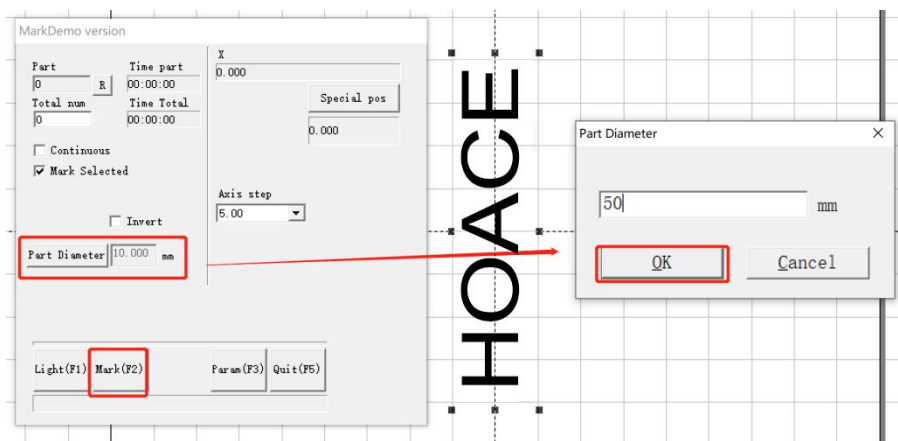 MarkDemo version
Part
Time part
0
R
00:00:00
Total num
Time Total
0
00:00:00
Continuous
Mark Selected
Invert
Part Diameter
10.000
mm
X
0.000
Special pos
0.000
Axis step
5.00
Light(F1)
Mark(F2)
Param(F3)
Quit(F5)
HOACE
Part Diameter
50
mm
OK
Cancel